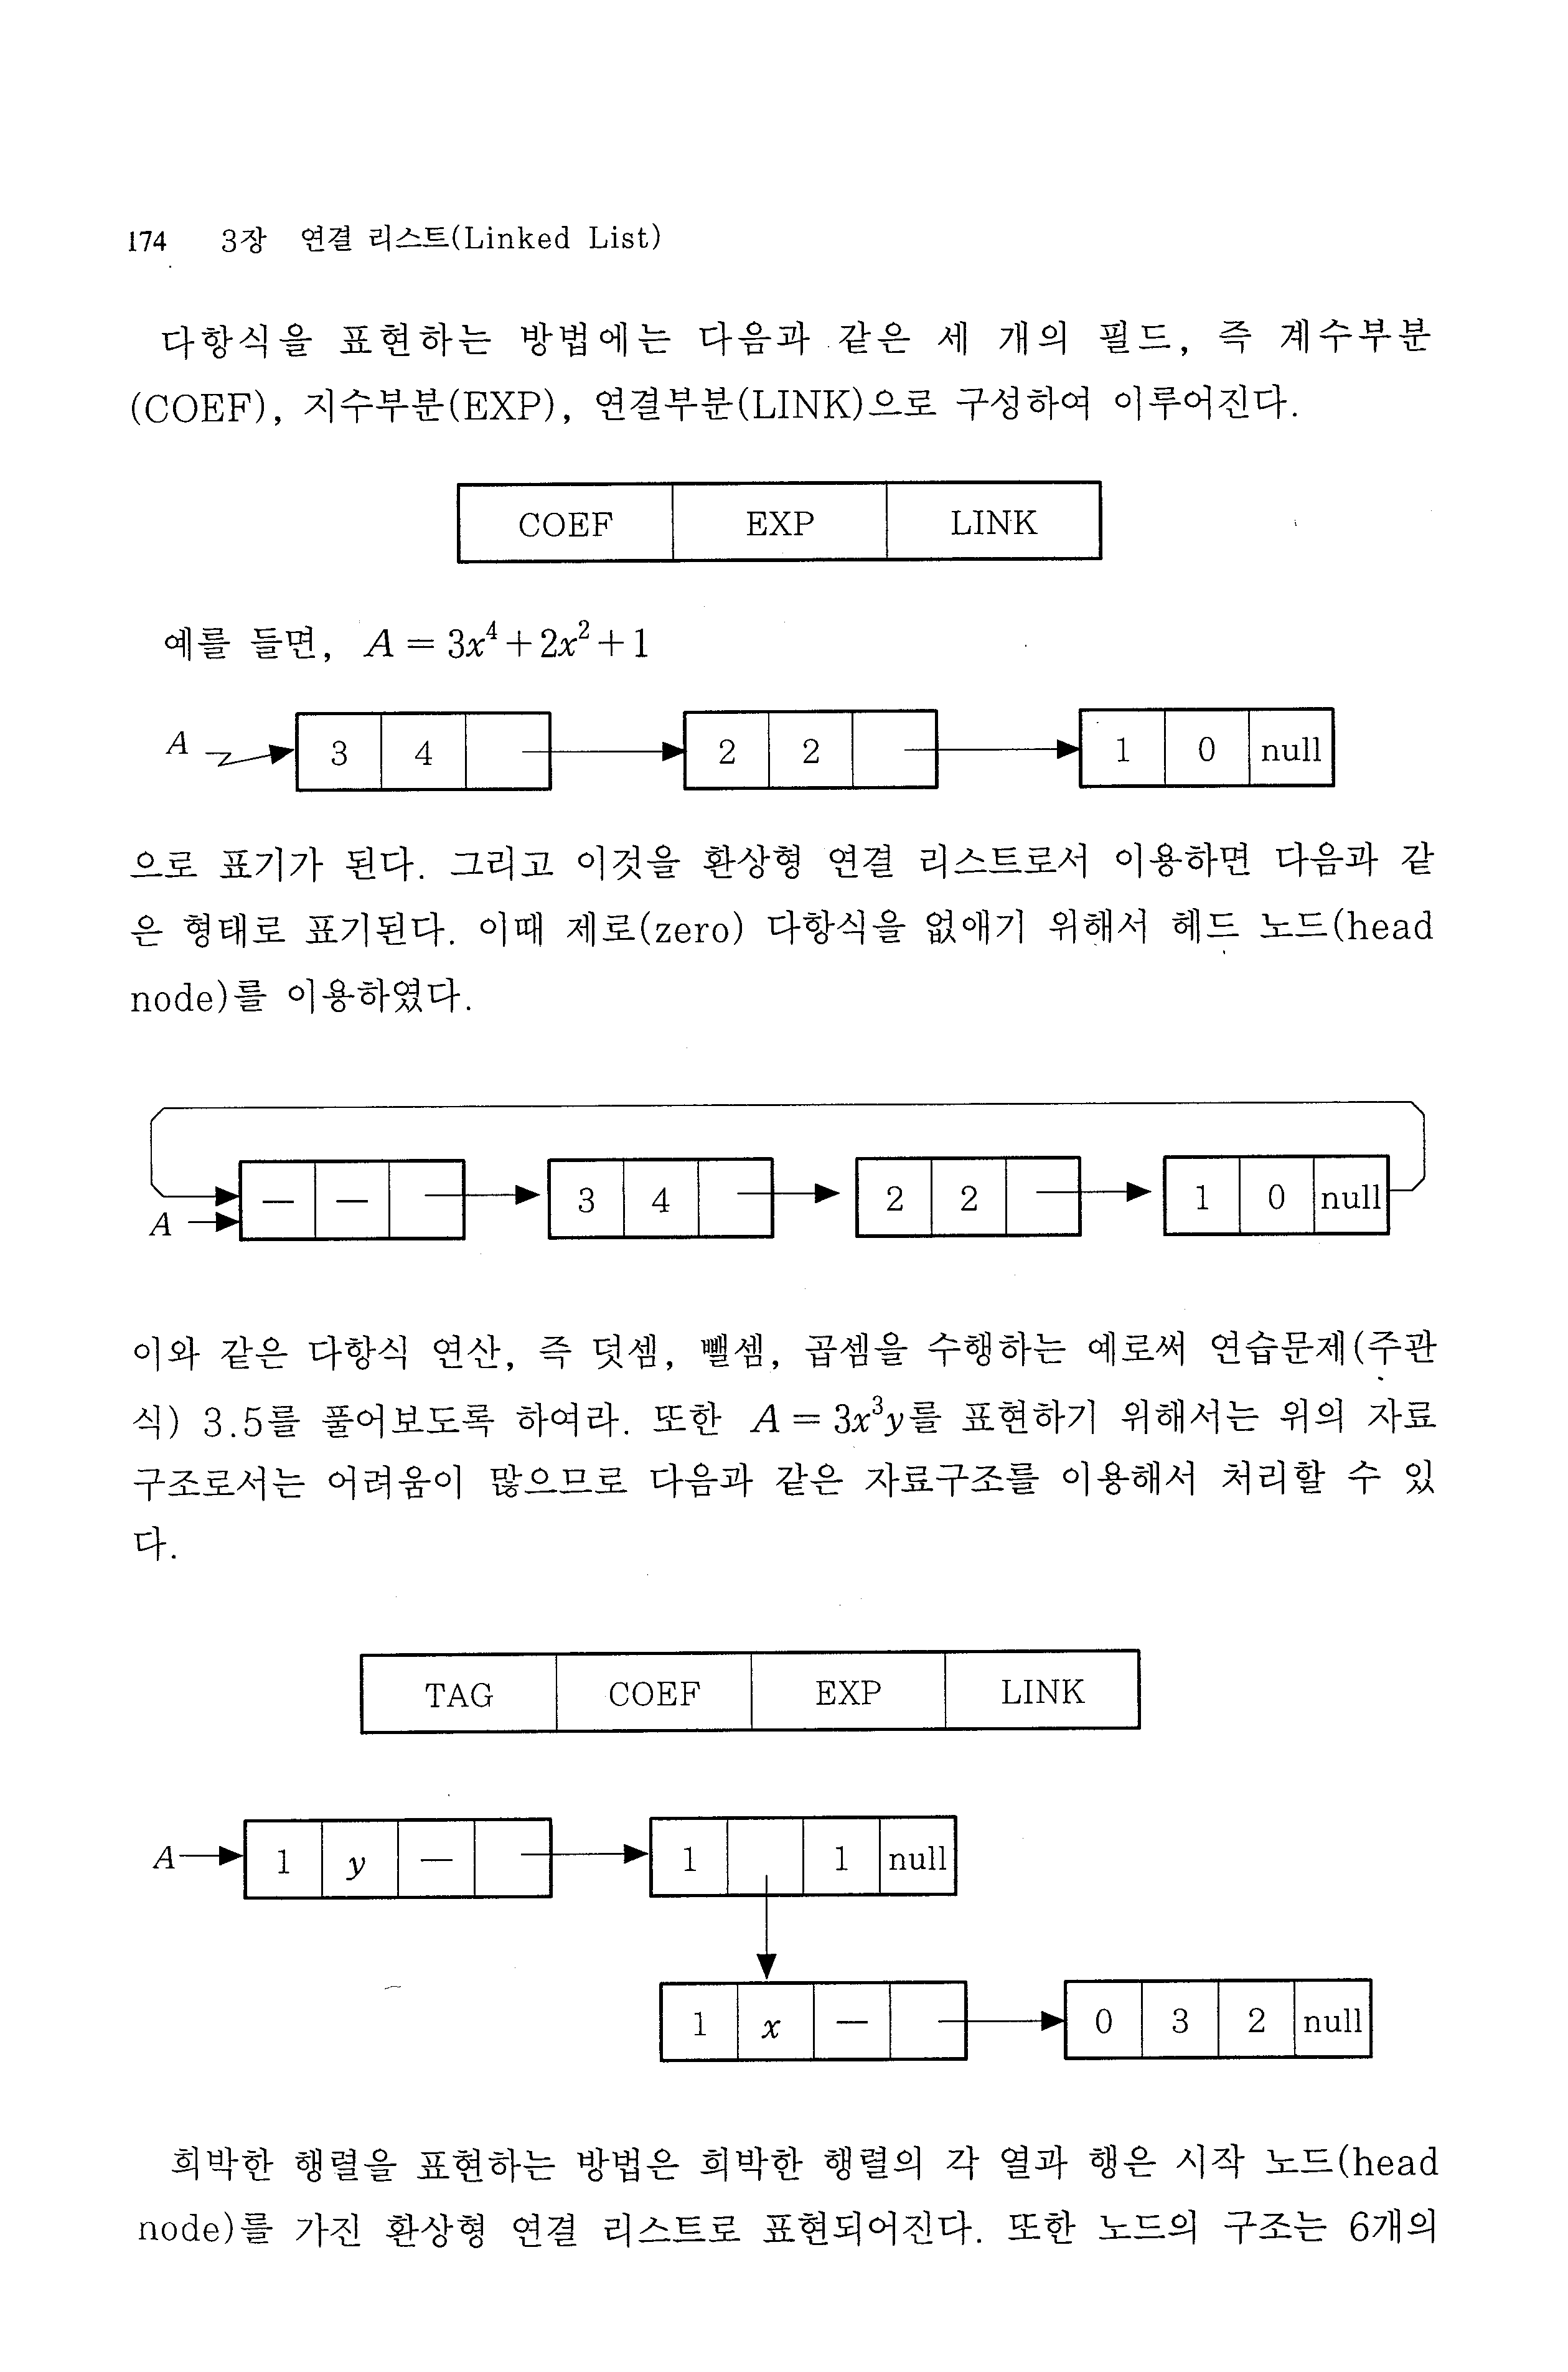 174 3장 연결 리스트(Linked List)
다항식을 표현하는 방법에는 다음과 같은 세 개의 필드, 즉 계수부분
(COEF), 지수부분(EXP), 연결부분(LINK)으로 구성하여 이루어진다.
COEF EXP LINK
예를 들면, A = 3x⁴+2x²+1
A 3 4 2 2 1 0 null
으로 표기가 된다. 그리고 이것을 환상형 연결 리스트로서 이용하면 다음과 같
은 형태로 표기된다. 이때 제로(zero) 다항식을 없애기 위해서 헤드 노드(head
node)를 이용하였다.
— — 3 4 2 2 1 0 null
A
이와 같은 다항식 연산, 즉 덧셈, 뺄셈, 곱셈을 수행하는 예로써 연습문제(주관
식) 3.5를 풀어보도록 하여라. 또한 A = 3x³y를 표현하기 위해서는 위의 자료
구조로서는 어려움이 많으므로 다음과 같은 자료구조를 이용해서 처리할 수 있
다.
TAG COEF EXP LINK
A 1 y — 1 1 null
1 x — 0 3 2 null
희박한 행렬을 표현하는 방법은 희박한 행렬의 각 열과 행은 시작 노드(head
node)를 가진 환상형 연결 리스트로 표현되어진다. 또한 노드의 구조는 6개의